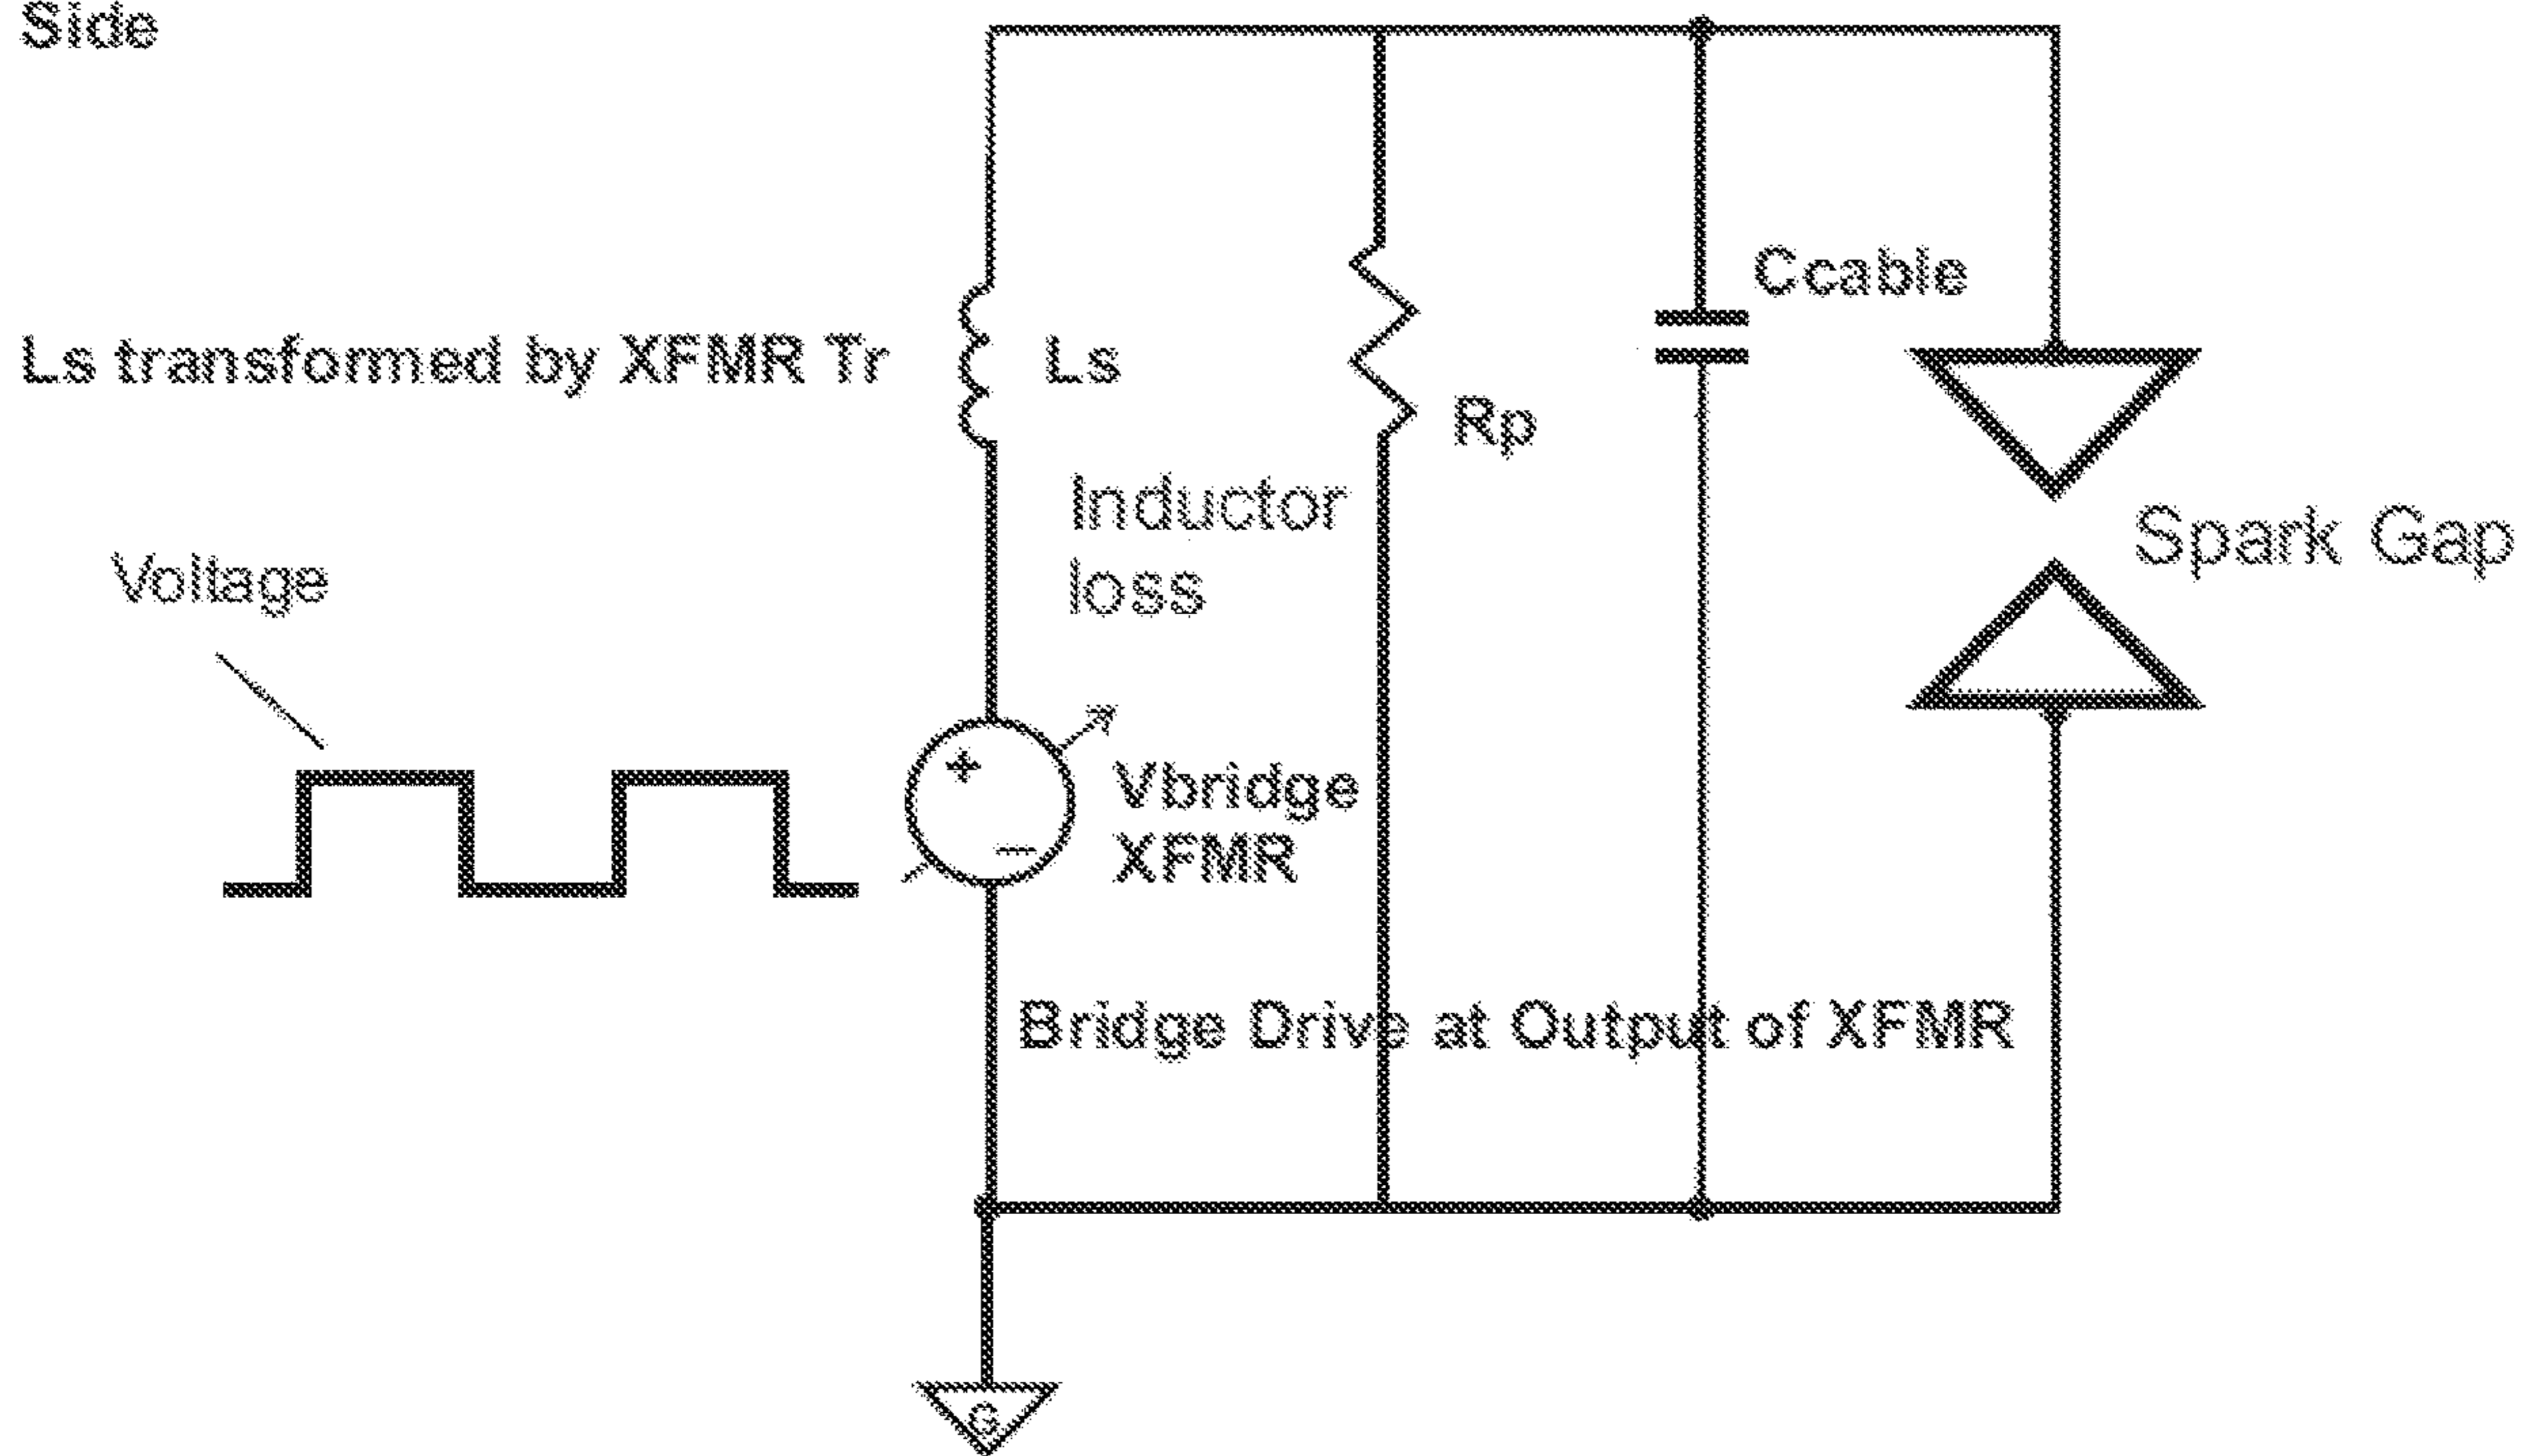 Side
Ccable
Ls transformed by XFMR Tr
Ls
Rp
Inductor
loss
Spark Gap
Voltage
+
Vbridge
XFMR
−
Bridge Drive at Output of XFMR
G